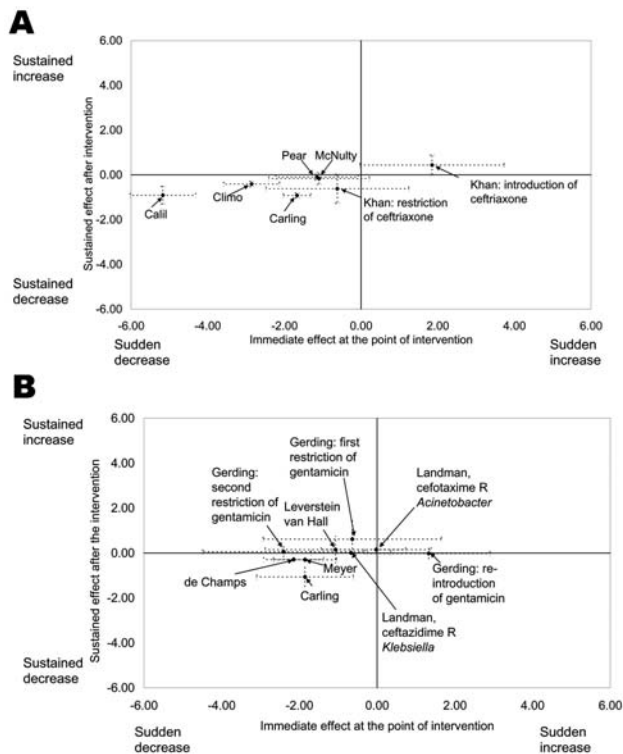 A
Sustained
increase
Sustained
decrease
Sustained effect after intervention
6.00
4.00
2.00
0.00
-2.00
-4.00
-6.00
Pear
McNulty
Climo
Calil
Carling
Khan: restriction of
ceftriaxone
Khan: introduction of
ceftriaxone
-6.00 -4.00 -2.00 0.00 2.00 4.00 6.00
Sudden
decrease
Immediate effect at the point of intervention
Sudden
increase
B
Sustained
increase
Sustained
decrease
Sustained effect after the intervention
6.00
4.00
2.00
0.00
-2.00
-4.00
-6.00
Gerding: first
restriction of
gentamicin
Gerding:
second
restriction of
gentamicin
Leverstein
van Hall
Landman,
cefotaxime R
Acinetobacter
de Champs
Meyer
Carling
Gerding: re-
introduction
of gentamicin
Landman,
ceftazidime R
Klebsiella
-6.00 -4.00 -2.00 0.00 2.00 4.00 6.00
Sudden
decrease
Immediate effect at the point of intervention
Sudden
increase